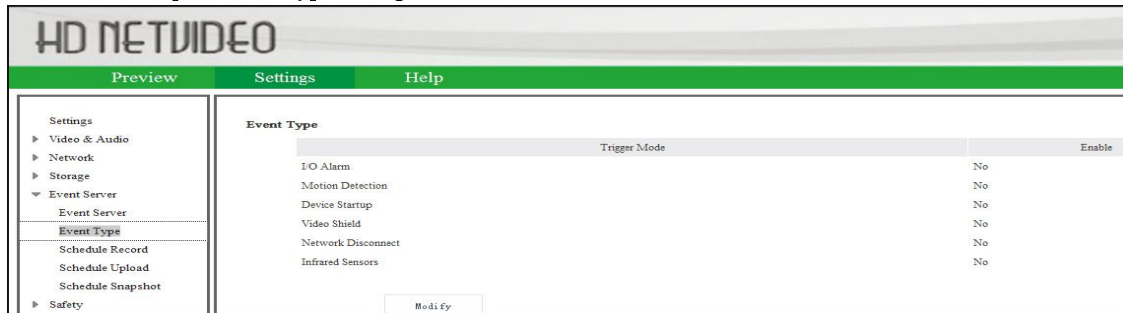 HD NETVIDEO
Preview Settings Help
Settings
Video & Audio
Network
Storage
Event Server
Event Server
Event Type
Schedule Record
Schedule Upload
Schedule Snapshot
Safety
Event Type
Trigger Mode Enable
I/O Alarm No
Motion Detection No
Device Startup No
Video Shield No
Network Disconnect No
Infrared Sensors No
Modify